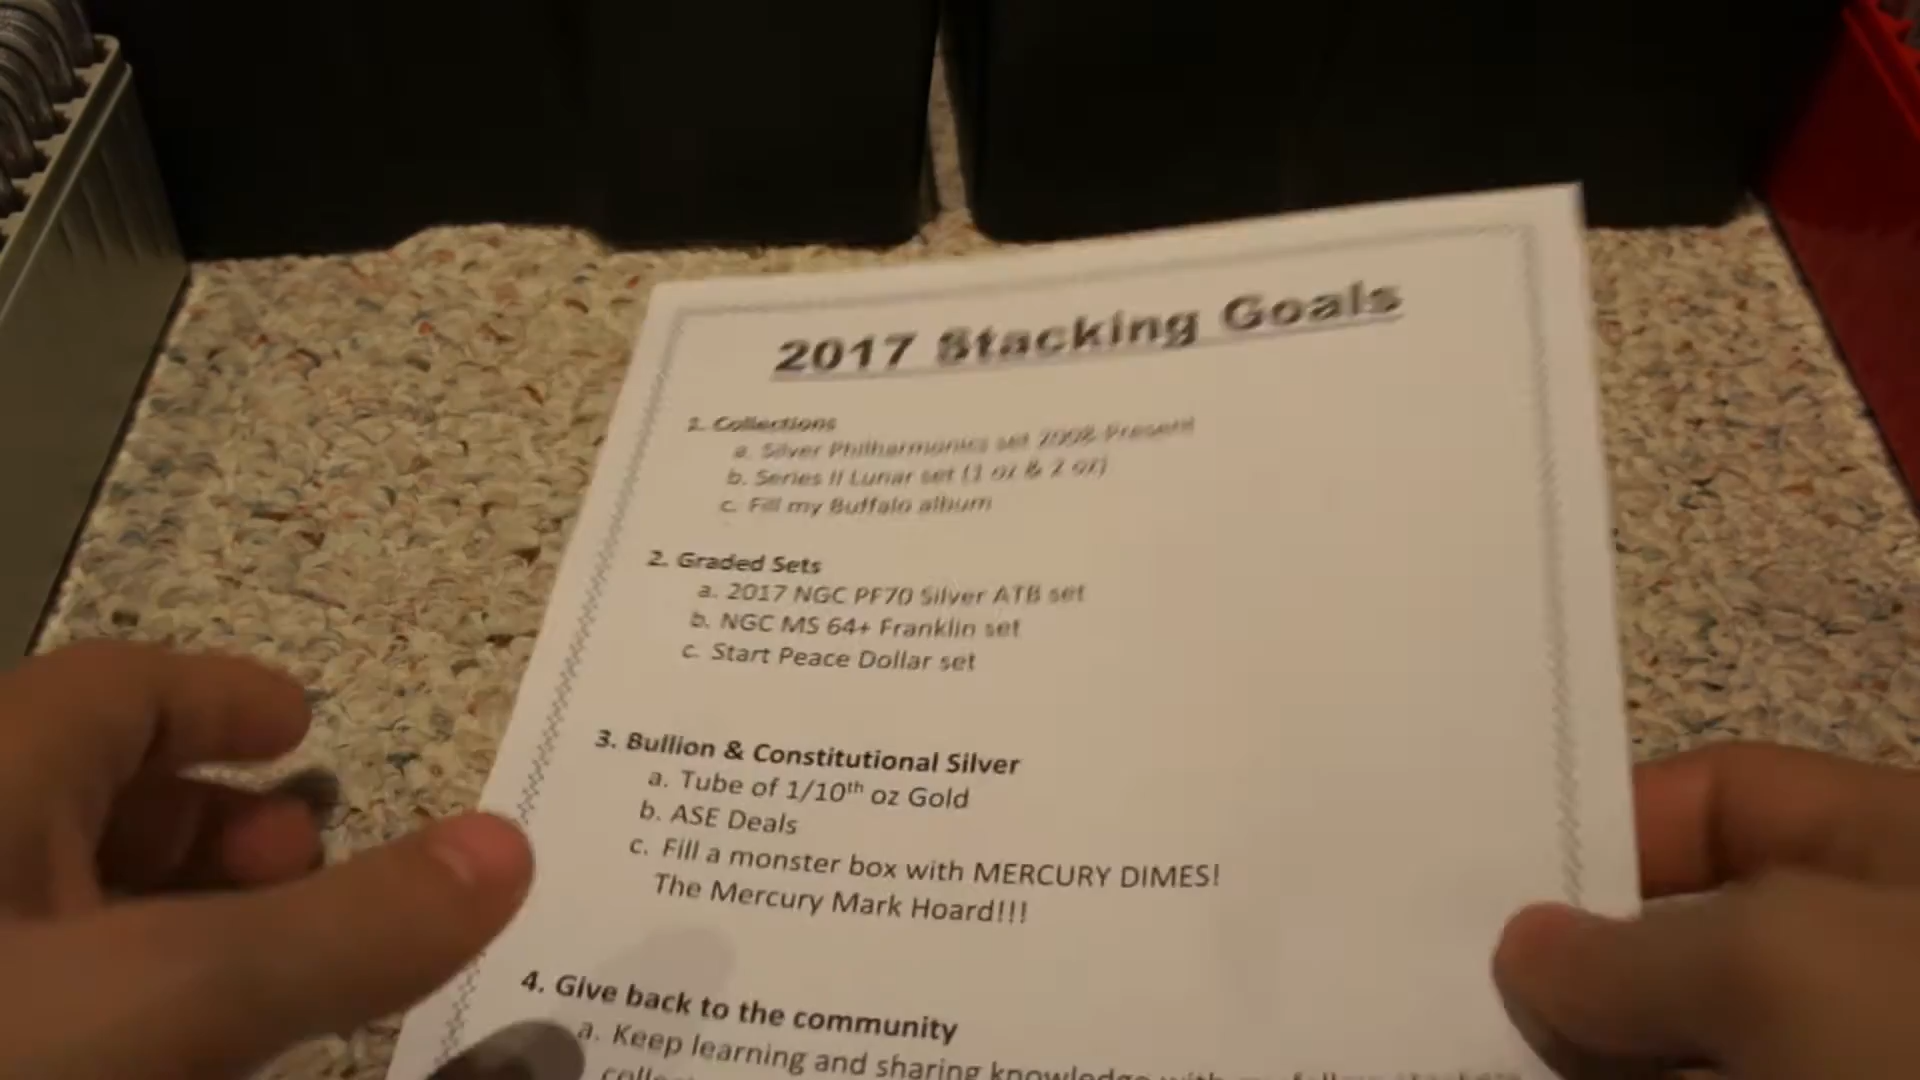 2017 Stacking Goals
1. Collections
a. Silver Philharmonics set 2008-Present
b. Series II Lunar set (1 oz & 2 oz)
c. Fill my Buffalo album
2. Graded Sets
a. 2017 NGC PF70 Silver ATB set
b. NGC MS 64+ Franklin set
c. Start Peace Dollar set
3. Bullion & Constitutional Silver
a. Tube of 1/10th oz Gold
b. ASE Deals
c. Fill a monster box with MERCURY DIMES!
The Mercury Mark Hoard!!!
4. Give back to the community
a. Keep learning and sharing knowledge with my fellow